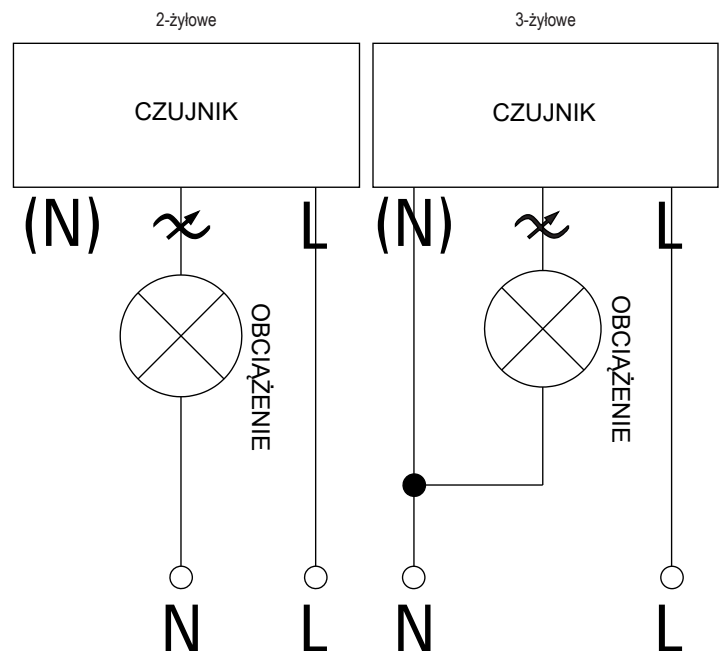 2-żyłowe
3-żyłowe
CZUJNIK
CZUJNIK
(N) L
(N) L
OBCIĄŻENIE
OBCIĄŻENIE
N L
N L